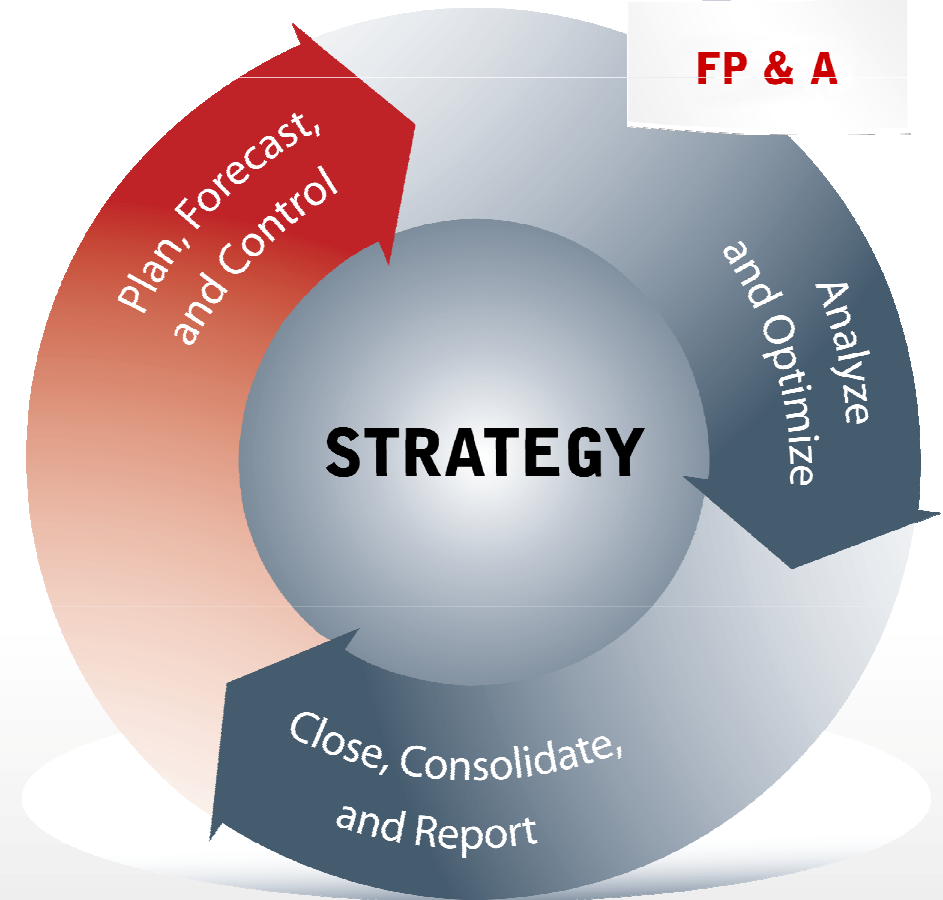 FP & A
Plan, Forecast,
and Control
Analyze
and Optimize
STRATEGY
Close, Consolidate,
and Report